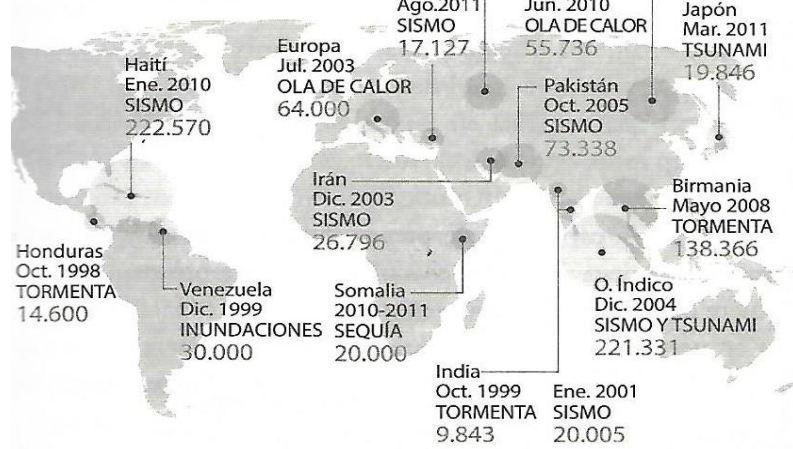 Ago.2011
SISMO
17.127
Jun. 2010
OLA DE CALOR
55.736
Japón
Mar. 2011
TSUNAMI
19.846
Europa
Jul. 2003
OLA DE CALOR
64.000
Haití
Ene. 2010
SISMO
222.570
Pakistán
Oct. 2005
SISMO
73.338
Irán
Dic. 2003
SISMO
26.796
Birmania
Mayo 2008
TORMENTA
138.366
Honduras
Oct. 1998
TORMENTA
14.600
Venezuela
Dic. 1999
INUNDACIONES
30.000
Somalia
2010-2011
SEQUÍA
20.000
O. Índico
Dic. 2004
SISMO Y TSUNAMI
221.331
India
Oct. 1999
TORMENTA
9.843
Ene. 2001
SISMO
20.005